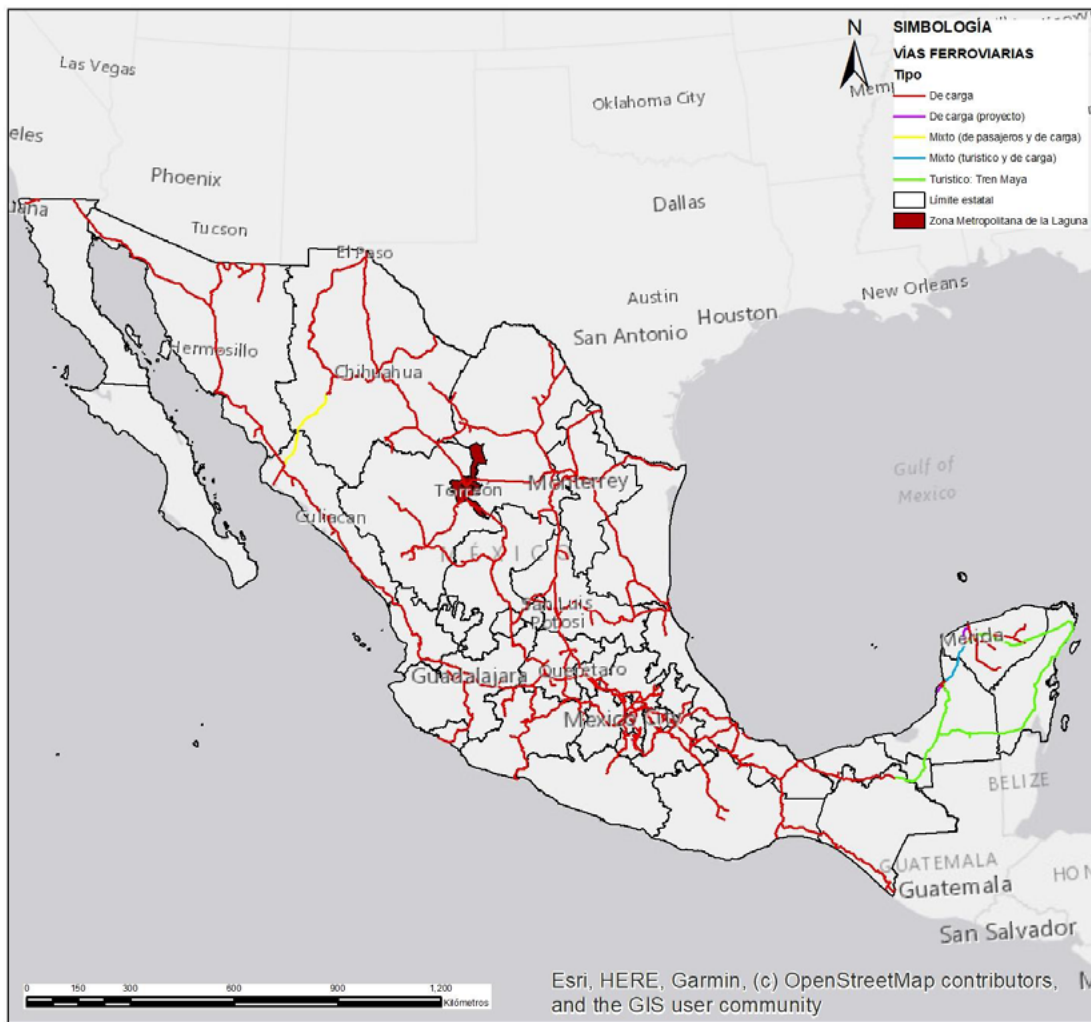 Las Vegas
Oklahoma City
Phoenix
Dallas
Tucson
El Paso
Austin
New Orleans
Houston
San Antonio
Hermosillo
Chihuahua
Gulf of
Mexico
Monterrey
Torreón
Culiacan
MÉXICO
San Luis
Potosi
Mérida
Guadalajara
Querétaro
Mexico City
BELIZE
GUATEMALA
Guatemala
San Salvador
N
SIMBOLOGÍA
VÍAS FERROVIARIAS
Tipo
De carga
De carga (proyecto)
Mixto (de pasajeros y de carga)
Mixto (turistico y de carga)
Turistico: Tren Maya
Límite estatal
Zona Metropolitana de la Laguna
0 150 300 600 900 1,200
Kilómetros
Esri, HERE, Garmin, (c) OpenStreetMap contributors,
and the GIS user community